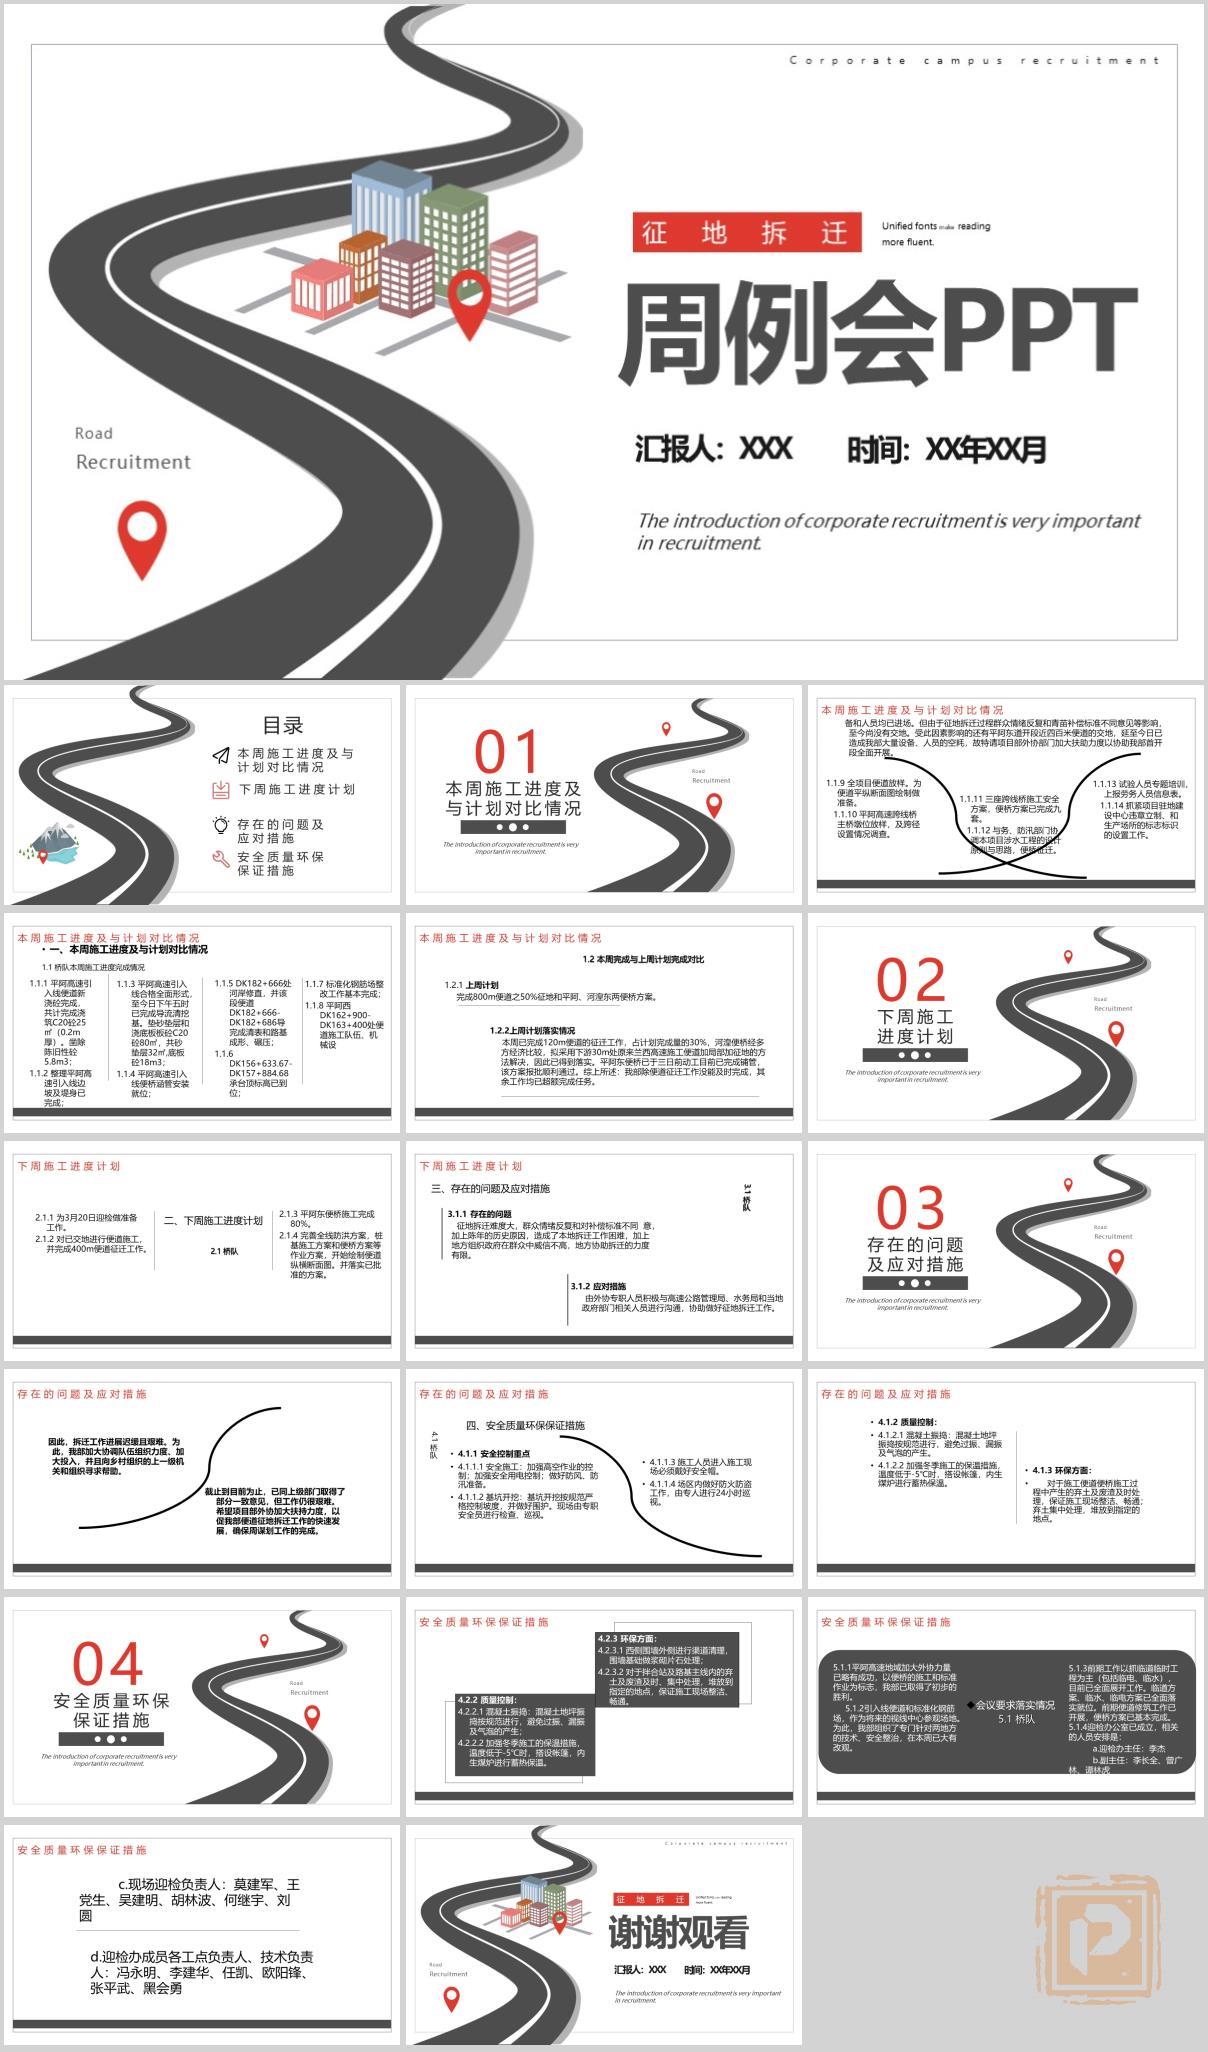 Corporate campus recruitment
征地拆迁
Unified fonts make reading
more fluent.
周例会PPT
汇报人：XXX 时间：XX年XX月
Road
Recruitment
The introduction of corporate recruitment is very important
in recruitment.
目录
本周施工进度及与
计划对比情况
下周施工进度计划
存在的问题及
应对措施
安全质量环保
保证措施
01
本周施工进度及
与计划对比情况
The introduction of corporate recruitment is very
important in recruitment.
Road
Recruitment
本周施工进度及与计划对比情况
备和人员均已进场。但由于征地拆迁过程群众情绪反复和青苗补偿标准不同意见等影响，
至今尚没有交地。受此因素影响的还有平阿东道开段近四百米便道的交地，延至今日已
造成我部大量设备、人员的空耗，故特请项目部外协部门加大扶助力度以协助我部首开
段全面开展。
1.1.9 全项目便道放样。为
便道平纵断面图绘制做
准备。
1.1.10 平阿高速跨线桥
主桥墩位放样，及跨径
设置情况调查。
1.1.11 三座跨线桥施工安全
方案，便桥方案已完成九
套。
1.1.12 与务、防汛部门协
调本项目涉水工程的设计
原则与思路，便桥征迁。
1.1.13 试验人员专题培训，
上报劳务人员信息表。
1.1.14 抓紧项目驻地建
设中心违章立制、和
生产场所的标志标识
的设置工作。
本周施工进度及与计划对比情况
• 一、本周施工进度及与计划对比情况
1.1 桥队本周施工进度完成情况
1.1.1 平阿高速引
入线便道新
浇砼完成，
共计完成浇
筑C20砼25
㎡（0.2m
厚）。凿除
陈旧性砼
5.8m3；
1.1.2 整理平阿高
速引入线边
坡及堤身已
完成；
1.1.3 平阿高速引入
线合格全面形式，
至今日下午五时
已完成导流清挖
基。垫砂垫层和
浇底板板砼C20
砼80㎡，共砂
垫层32㎡,底板
砼18m3；
1.1.4 平阿高速引入
线便桥涵管安装
就位；
1.1.5 DK182+666处
河岸修直，并该
段便道
DK182+666-
DK182+686导
完成清表和路基
成形、碾压；
1.1.6
DK156+633.67-
DK157+884.68
承台顶标高已到
位；
1.1.7 标准化钢筋场整
改工作基本完成；
1.1.8 平阿西
DK162+900-
DK163+400处便
道施工队伍、机
械设
本周施工进度及与计划对比情况
1.2 本周完成与上周计划完成对比
1.2.1 上周计划
完成800m便道之50%征地和平阿、河湟东两便桥方案。
1.2.2上周计划落实情况
本周已完成120m便道的征迁工作，占计划完成量的30%，河湟便桥经多
方经济比较，拟采用下游30m处原来兰西高速施工便道加局部加征地的方
法解决，因此已得到落实。平阿东便桥已于三日前动工目前已完成铺管，
该方案报批顺利通过。综上所述：我部除便道征迁工作没能及时完成，其
余工作均已超额完成任务。
02
下周施工
进度计划
The introduction of corporate recruitment is very
important in recruitment.
Road
Recruitment
下周施工进度计划
2.1.1 为3月20日迎检做准备
工作。
2.1.2 对已交地进行便道施工，
并完成400m便道征迁工作。
二、下周施工进度计划
2.1 桥队
2.1.3 平阿东便桥施工完成
80%。
2.1.4 完善全线防洪方案，桩
基施工方案和便桥方案等
作业方案，开始绘制便道
纵横断面图。并落实已批
准的方案。
下周施工进度计划
三、存在的问题及应对措施
3.1 桥队
3.1.1 存在的问题
征地拆迁难度大，群众情绪反复和对补偿标准不同 意，
加上陈年的历史原因，造成了本地拆迁工作困难，加上
地方组织政府在群众中威信不高，地方协助拆迁的力度
有限。
3.1.2 应对措施
由外协专职人员积极与高速公路管理局、水务局和当地
政府部门相关人员进行沟通，协助做好征地拆迁工作。
03
存在的问题
及应对措施
The introduction of corporate recruitment is very
important in recruitment.
Road
Recruitment
存在的问题及应对措施
因此，拆迁工作进展迟缓且艰难。为
此，我部加大协调队伍组织力度、加
大投入，并且向乡村组织的上一级机
关和组织寻求帮助。
截止到目前为止，已同上级部门取得了
部分一致意见，但工作仍很艰难。
希望项目部外协加大扶持力度，以
促我部便道征地拆迁工作的快速发
展，确保周谋划工作的完成。
存在的问题及应对措施
四、安全质量环保保证措施
4.1 桥队
• 4.1.1 安全控制重点
• 4.1.1.1 安全施工：加强高空作业的控
制；加强安全用电控制；做好防风、防
汛准备。
• 4.1.1.2 基坑开挖：基坑开挖按规范严
格控制坡度，并做好围护。现场由专职
安全员进行检查、巡视。
• 4.1.1.3 施工人员进入施工现
场必须戴好安全帽。
• 4.1.1.4 场区内做好防火防盗
工作，由专人进行24小时巡
视。
存在的问题及应对措施
• 4.1.2 质量控制：
• 4.1.2.1 混凝土振捣：混凝土地坪
振捣按规范进行，避免过振、漏振
及气泡的产生。
• 4.1.2.2 加强冬季施工的保温措施，
温度低于-5℃时，搭设帐篷，内生
煤炉进行蓄热保温。
• 4.1.3 环保方面：
• 对于施工便道便桥施工过
程中产生的弃土及废渣及时处
理，保证施工现场整洁、畅通；
弃土集中处理，堆放到指定的
地点。
04
安全质量环保
保证措施
The introduction of corporate recruitment is very
important in recruitment.
Road
Recruitment
安全质量环保保证措施
4.2.3 环保方面：
4.2.3.1 西侧围墙外侧进行渠道清理，
围墙基础做浆砌片石处理；
4.2.3.2 对于拌合站及路基主线内的弃
土及废渣及时、集中处理，堆放到
指定的地点，保证施工现场整洁、
畅通。
4.2.2 质量控制：
4.2.2.1 混凝土振捣：混凝土地坪振
捣按规范进行，避免过振、漏振
及气泡的产生；
4.2.2.2 加强冬季施工的保温措施，
温度低于-5℃时，搭设帐篷，内
生煤炉进行蓄热保温。
安全质量环保保证措施
5.1.1平阿高速地域加大外协力量
已略有成功，以便桥的施工和标准
作业为标志，我部已取得了初步的
胜利。
5.1.2引入线便道和标准化钢筋
场，作为将来的视线中心参观场地。
为此，我部组织了专门针对两地方
的技术、安全整治，在本周已大有
改观。
◆会议要求落实情况
5.1 桥队
5.1.3前期工作以抓临道临时工
程为主（包括临电、临水），
目前已全面展开工作。临道方
案、临水、临电方案已全面落
实就位。前期便道修筑工作已
开展，便桥方案已基本完成。
5.1.4迎检办公室已成立，相关
的人员安排是：
a.迎检办主任：李杰
b.副主任：李长全、曾广
林、谭林虎
安全质量环保保证措施
c.现场迎检负责人：莫建军、王
党生、吴建明、胡林波、何继宇、刘
圆
d.迎检办成员各工点负责人、技术负责
人：冯永明、李建华、任凯、欧阳锋、
张平武、黑会勇
Corporate campus recruitment
征地拆迁
Unified fonts make reading
more fluent.
谢谢观看
汇报人：XXX 时间：XX年XX月
Road
Recruitment
The introduction of corporate recruitment is very important
in recruitment.